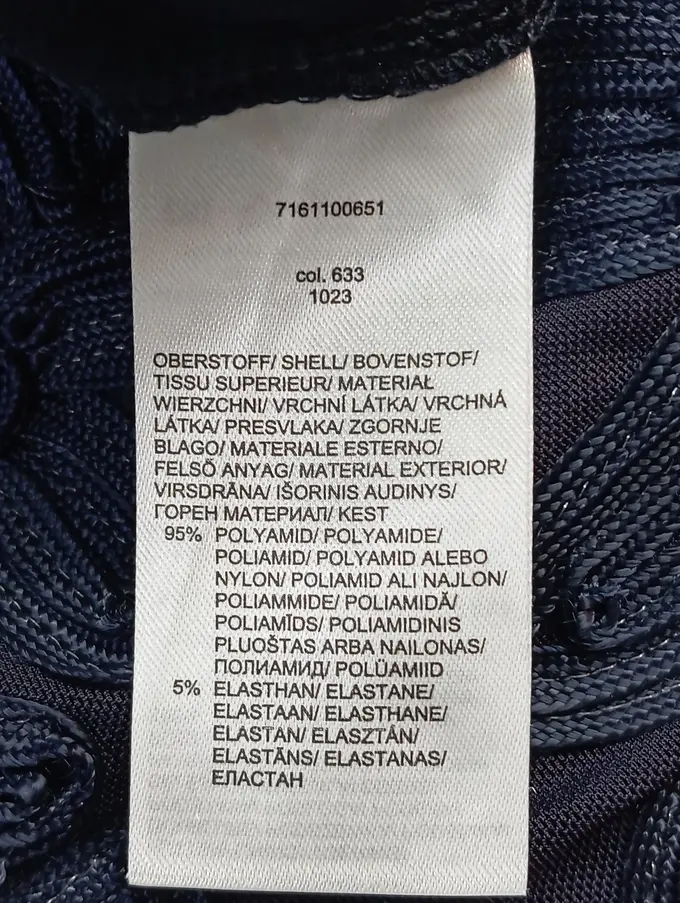 7161100651
col. 633
1023
OBERSTOFF/ SHELL/ BOVENSTOF/
TISSU SUPERIEUR/ MATERIAŁ
WIERZCHNI/ VRCHNÍ LÁTKA/ VRCHNÁ
LÁTKA/ PRESVLAKA/ ZGORNJE
BLAGO/ MATERIALE ESTERNO/
FELSŐ ANYAG/ MATERIAL EXTERIOR/
VIRSDRĀNA/ IŠORINIS AUDINYS/
ГОРЕН МАТЕРИАЛ/ KEST
95% POLYAMID/ POLYAMIDE/
POLIAMID/ POLYAMID ALEBO
NYLON/ POLIAMID ALI NAJLON/
POLIAMMIDE/ POLIAMIDĂ/
POLIAMĪDS/ POLIAMIDINIS
PLUOŠTAS ARBA NAILONAS/
ПОЛИАМИД/ POLÜAMIID
5% ELASTHAN/ ELASTANE/
ELASTAAN/ ELASTHANE/
ELASTAN/ ELASZTÁN/
ELASTĀNS/ ELASTANAS/
ЕЛАСТАН